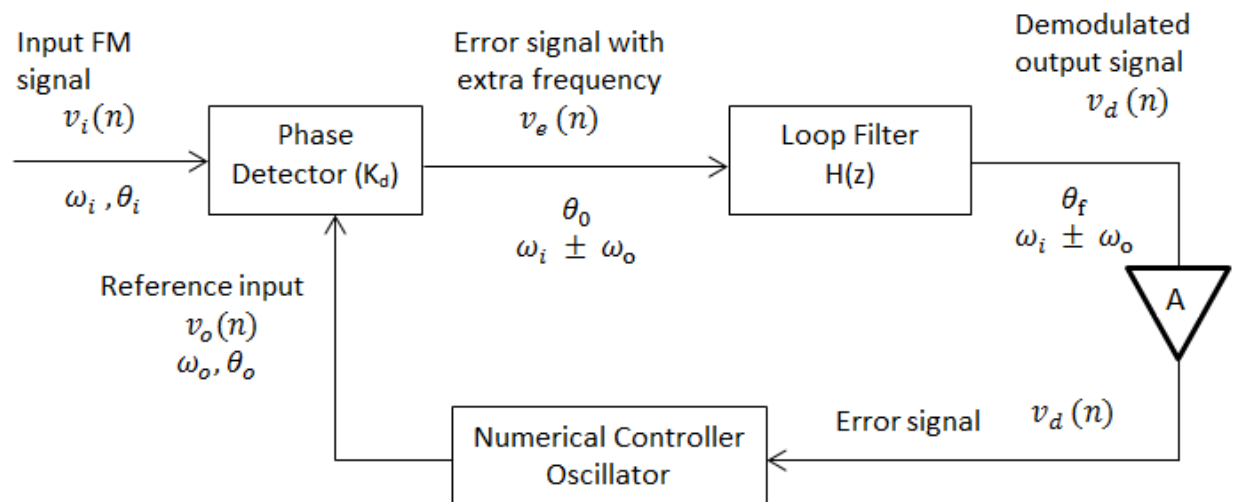 Input FM
signal
v_i(n)
ω_i , θ_i
Phase
Detector (K_d)
Error signal with
extra frequency
v_e (n)
θ_0
ω_i ± ω_o
Loop Filter
H(z)
Demodulated
output signal
v_d (n)
θ_f
ω_i ± ω_o
A
Reference input
v_o(n)
ω_o, θ_o
Numerical Controller
Oscillator
Error signal v_d (n)